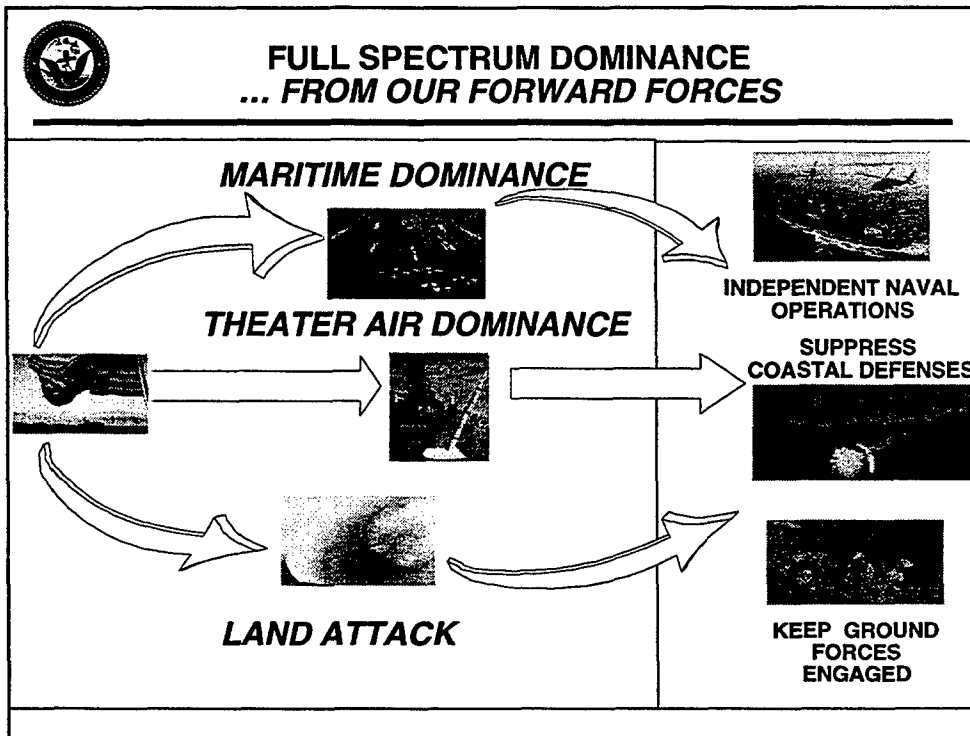 FULL SPECTRUM DOMINANCE
... FROM OUR FORWARD FORCES
MARITIME DOMINANCE
THEATER AIR DOMINANCE
LAND ATTACK
INDEPENDENT NAVAL
OPERATIONS
SUPPRESS
COASTAL DEFENSES
KEEP GROUND
FORCES
ENGAGED